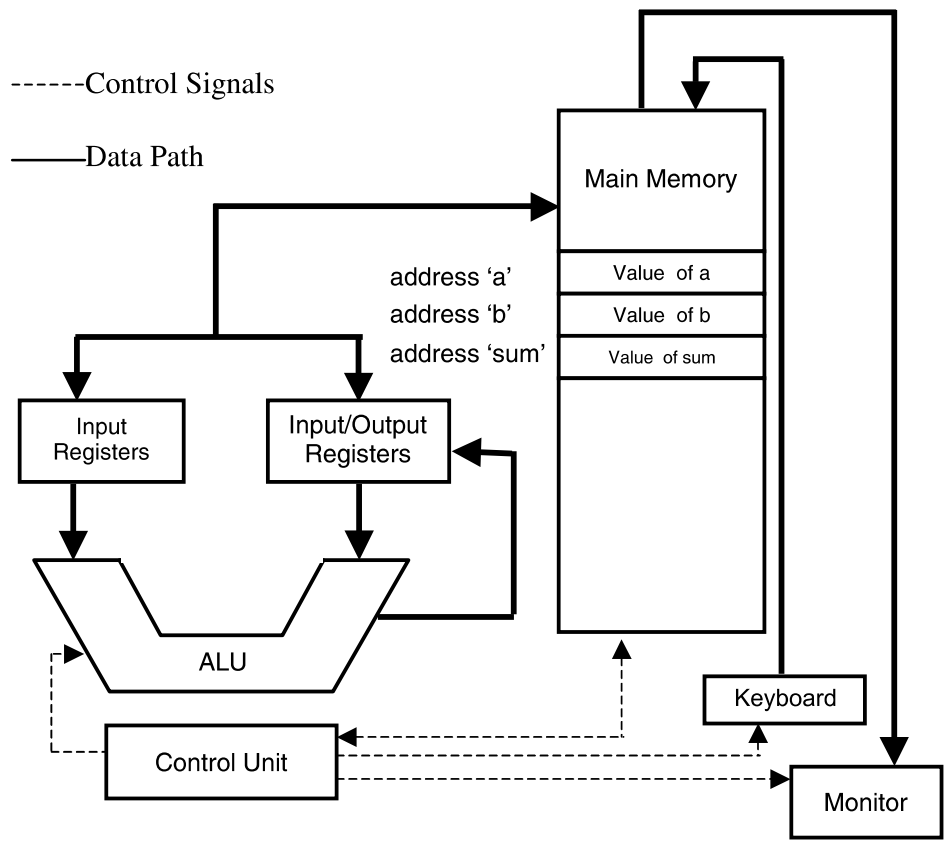 Control Signals
Data Path
Main Memory
address ‘a’
Value of a
address ‘b’
Value of b
address ‘sum’
Value of sum
Input
Registers
Input/Output
Registers
ALU
Keyboard
Control Unit
Monitor